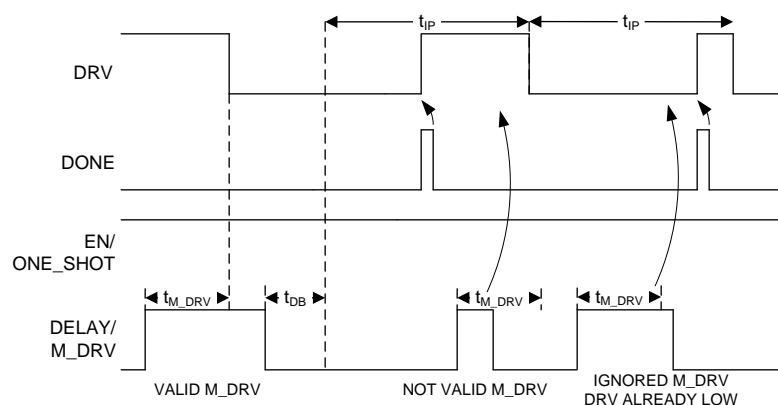 tIP
tIP
DRV
DONE
EN/
ONE_SHOT
tM_DRV
tDB
tM_DRV
tM_DRV
DELAY/
M_DRV
VALID M_DRV
NOT VALID M_DRV
IGNORED M_DRV
DRV ALREADY LOW